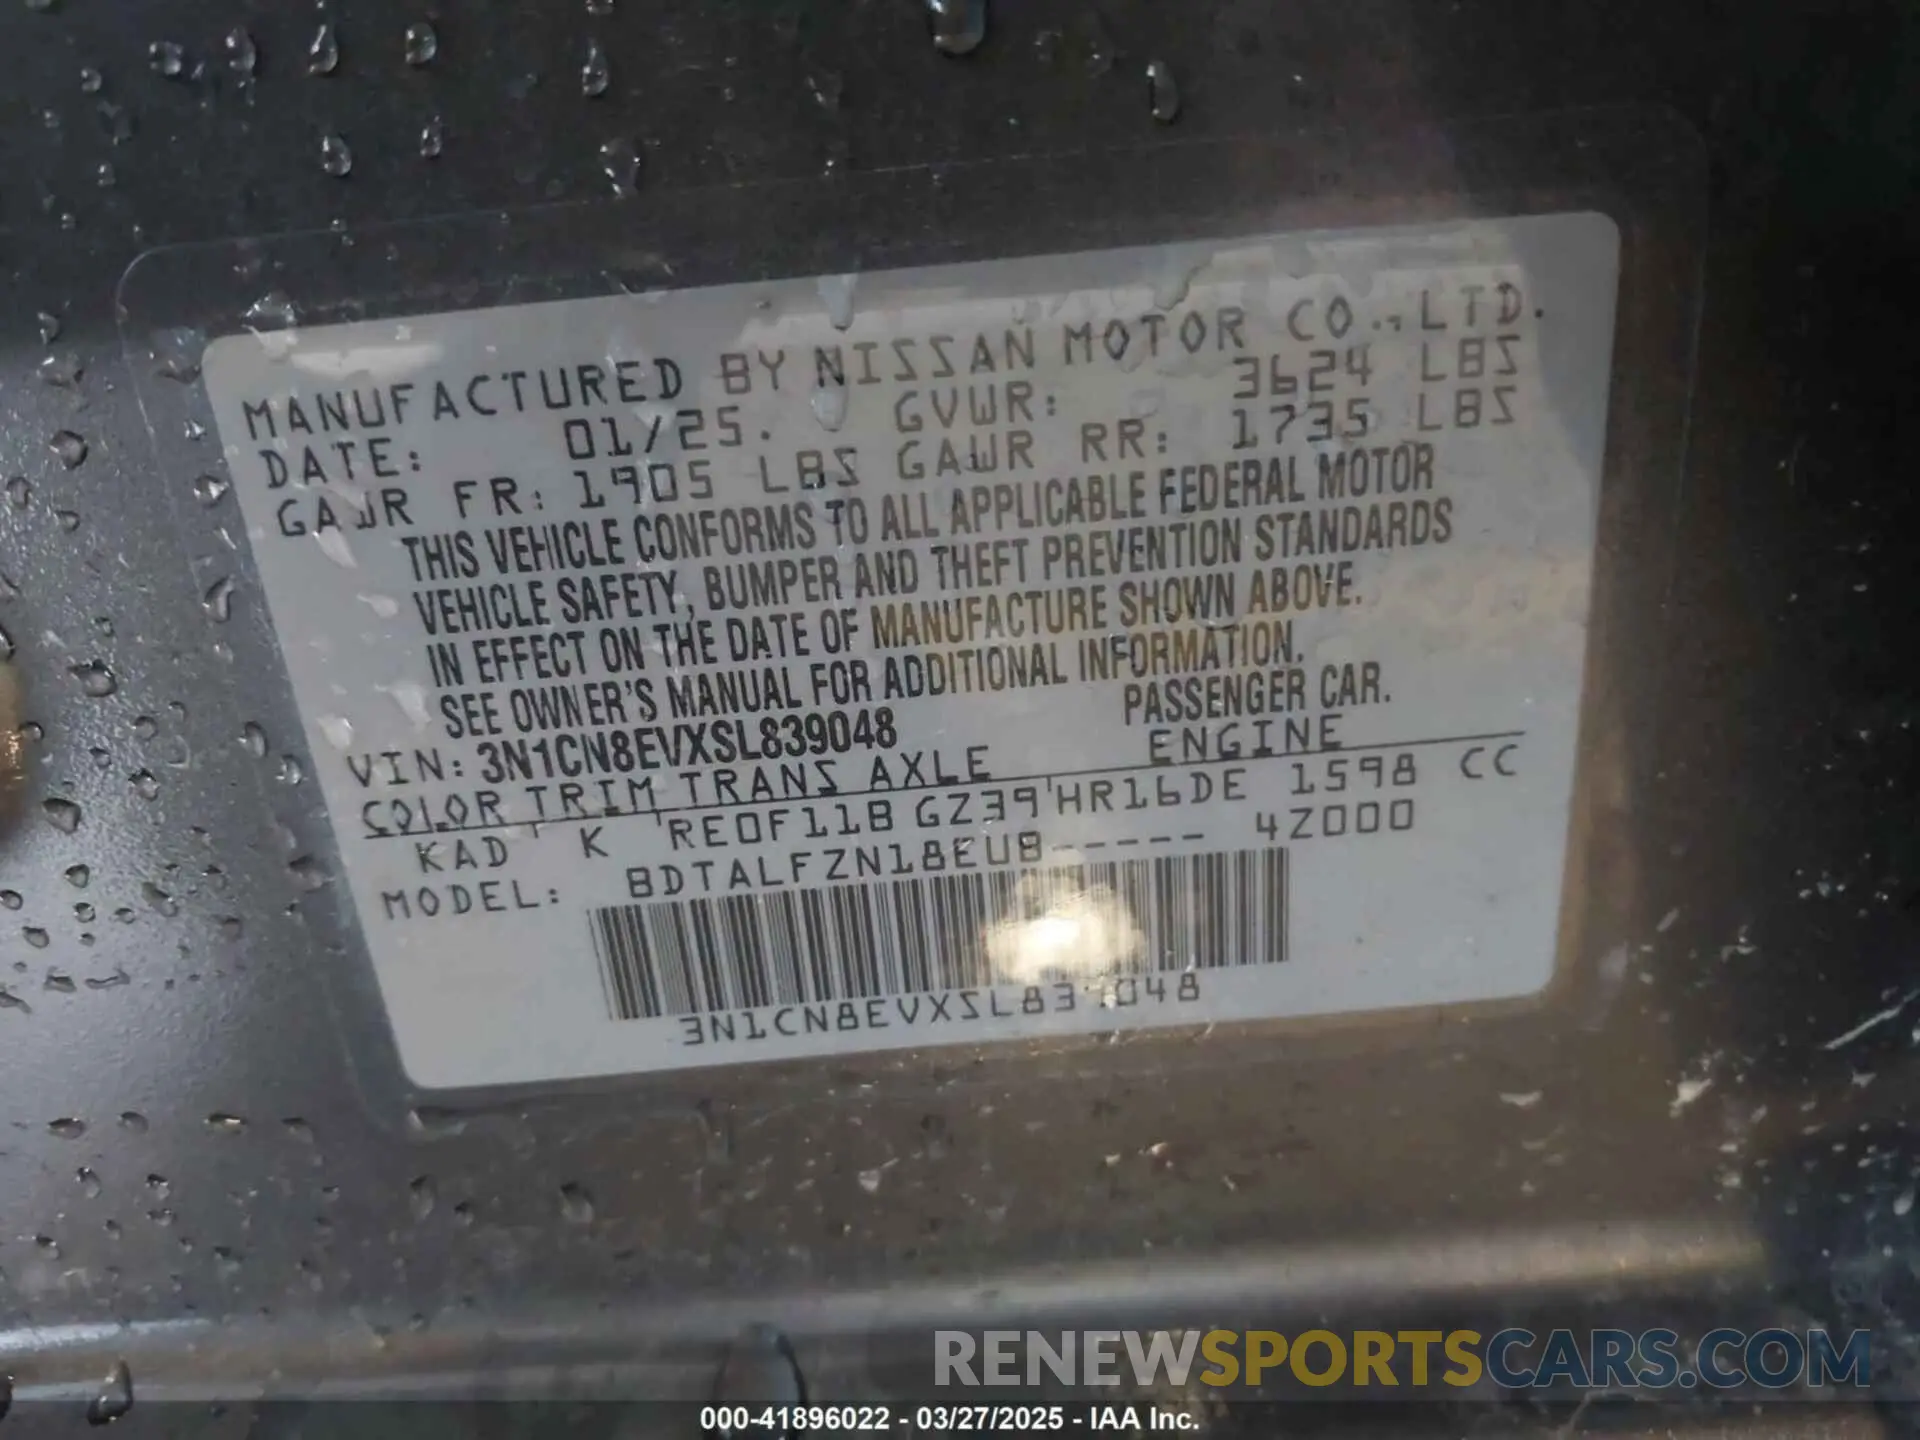 MANUFACTURED BY NISSAN MOTOR CO., LTD.
DATE: 01/25. GVWR: 3624 LBS
GAWR FR: 1905 LBS GAWR RR: 1735 LBS
THIS VEHICLE CONFORMS TO ALL APPLICABLE FEDERAL MOTOR
VEHICLE SAFETY, BUMPER AND THEFT PREVENTION STANDARDS
IN EFFECT ON THE DATE OF MANUFACTURE SHOWN ABOVE.
SEE OWNER'S MANUAL FOR ADDITIONAL INFORMATION.
VIN: 3N1CN8EVXSL839048 PASSENGER CAR.
COLOR TRIM TRANS AXLE ENGINE
KAD K RE0F11B GZ39 HR16DE 1598 CC
MODEL: BDTALFZN18EUB----- 4Z000
3N1CN8EVXSL839048
RENEWSPORTSCARS.COM
000-41896022 - 03/27/2025 - IAA Inc.